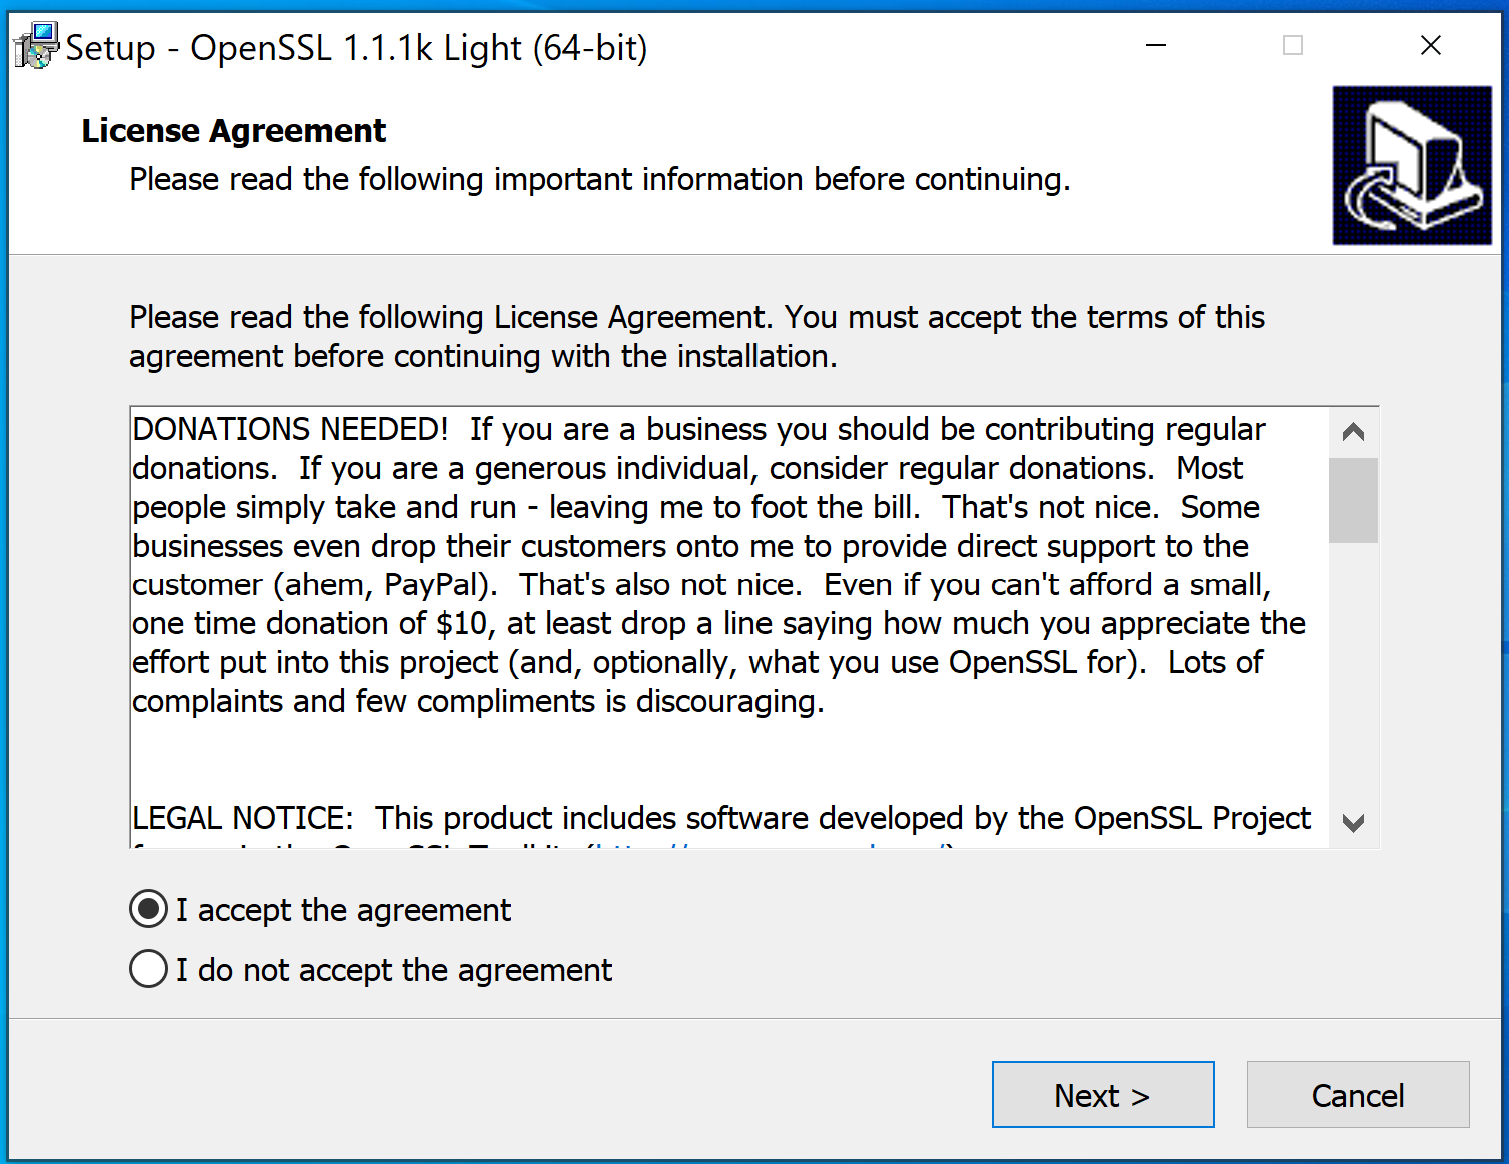 Setup - OpenSSL 1.1.1k Light (64-bit)
License Agreement
Please read the following important information before continuing.
Please read the following License Agreement. You must accept the terms of this
agreement before continuing with the installation.
DONATIONS NEEDED!  If you are a business you should be contributing regular
donations.  If you are a generous individual, consider regular donations.  Most
people simply take and run - leaving me to foot the bill.  That's not nice.  Some
businesses even drop their customers onto me to provide direct support to the
customer (ahem, PayPal).  That's also not nice.  Even if you can't afford a small,
one time donation of $10, at least drop a line saying how much you appreciate the
effort put into this project (and, optionally, what you use OpenSSL for).  Lots of
complaints and few compliments is discouraging.
LEGAL NOTICE:  This product includes software developed by the OpenSSL Project
I accept the agreement
I do not accept the agreement
Next >
Cancel